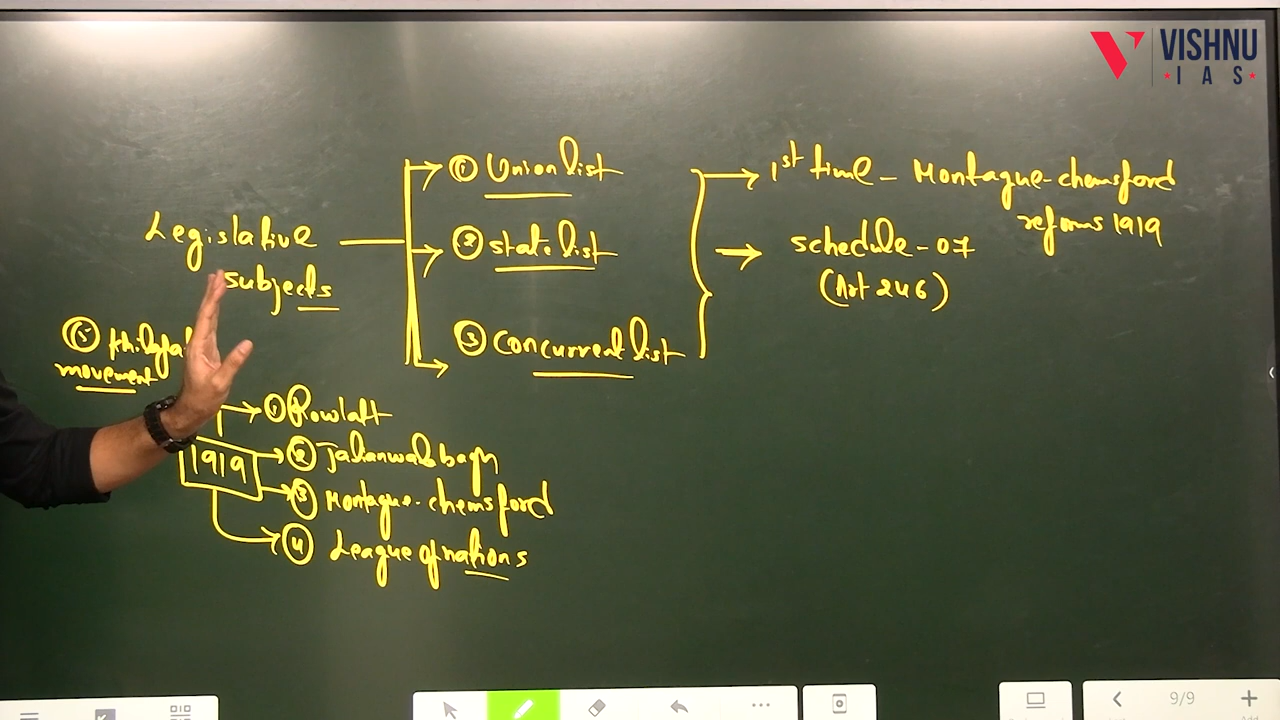 VISHNU
IAS
Legislative
subjects
① Union list
② state list
③ concurrent list
1st time - Montague-chemsford
reforms 1919
schedule-07
(Art 246)
⑤
movement
1919
① Rowlatt
② Jalianwala bagh
③ Montague-chemsford
④ League of nations
9/9